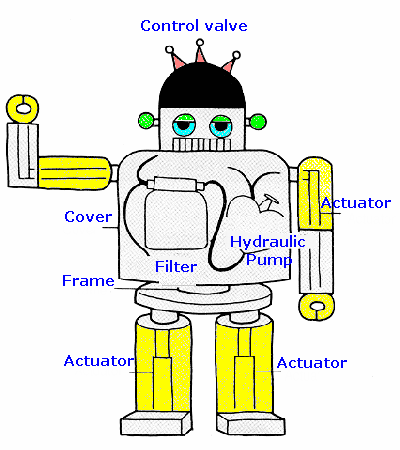 Control valve
Actuator
Cover
Hydraulic
Pump
Filter
Frame
Actuator
Actuator